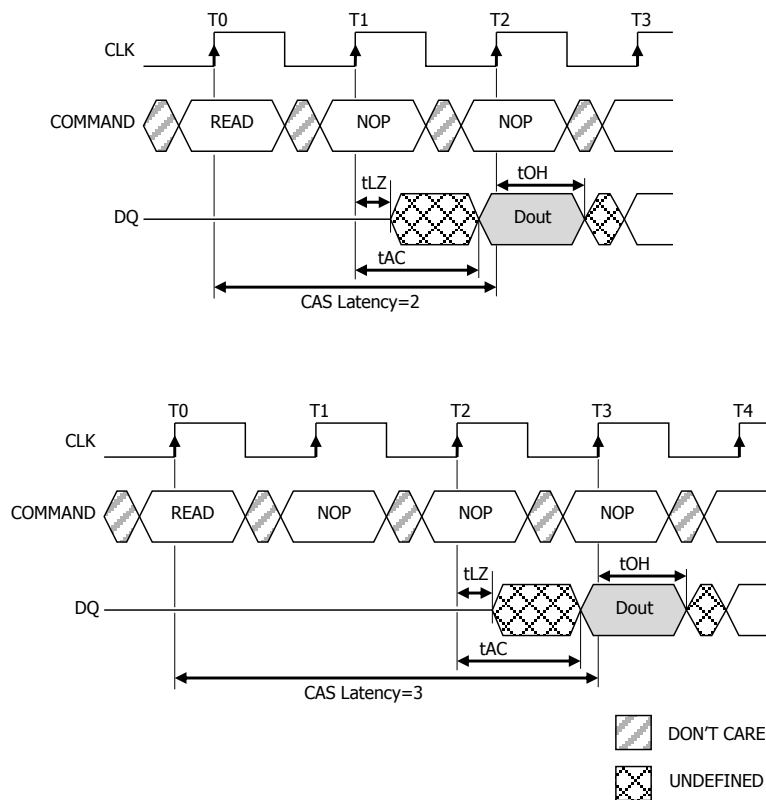 T0 T1 T2 T3
CLK
COMMAND READ NOP NOP
tLZ tOH
DQ Dout
tAC
CAS Latency=2
T0 T1 T2 T3 T4
CLK
COMMAND READ NOP NOP NOP
tLZ tOH
DQ Dout
tAC
CAS Latency=3
DON'T CARE
UNDEFINED